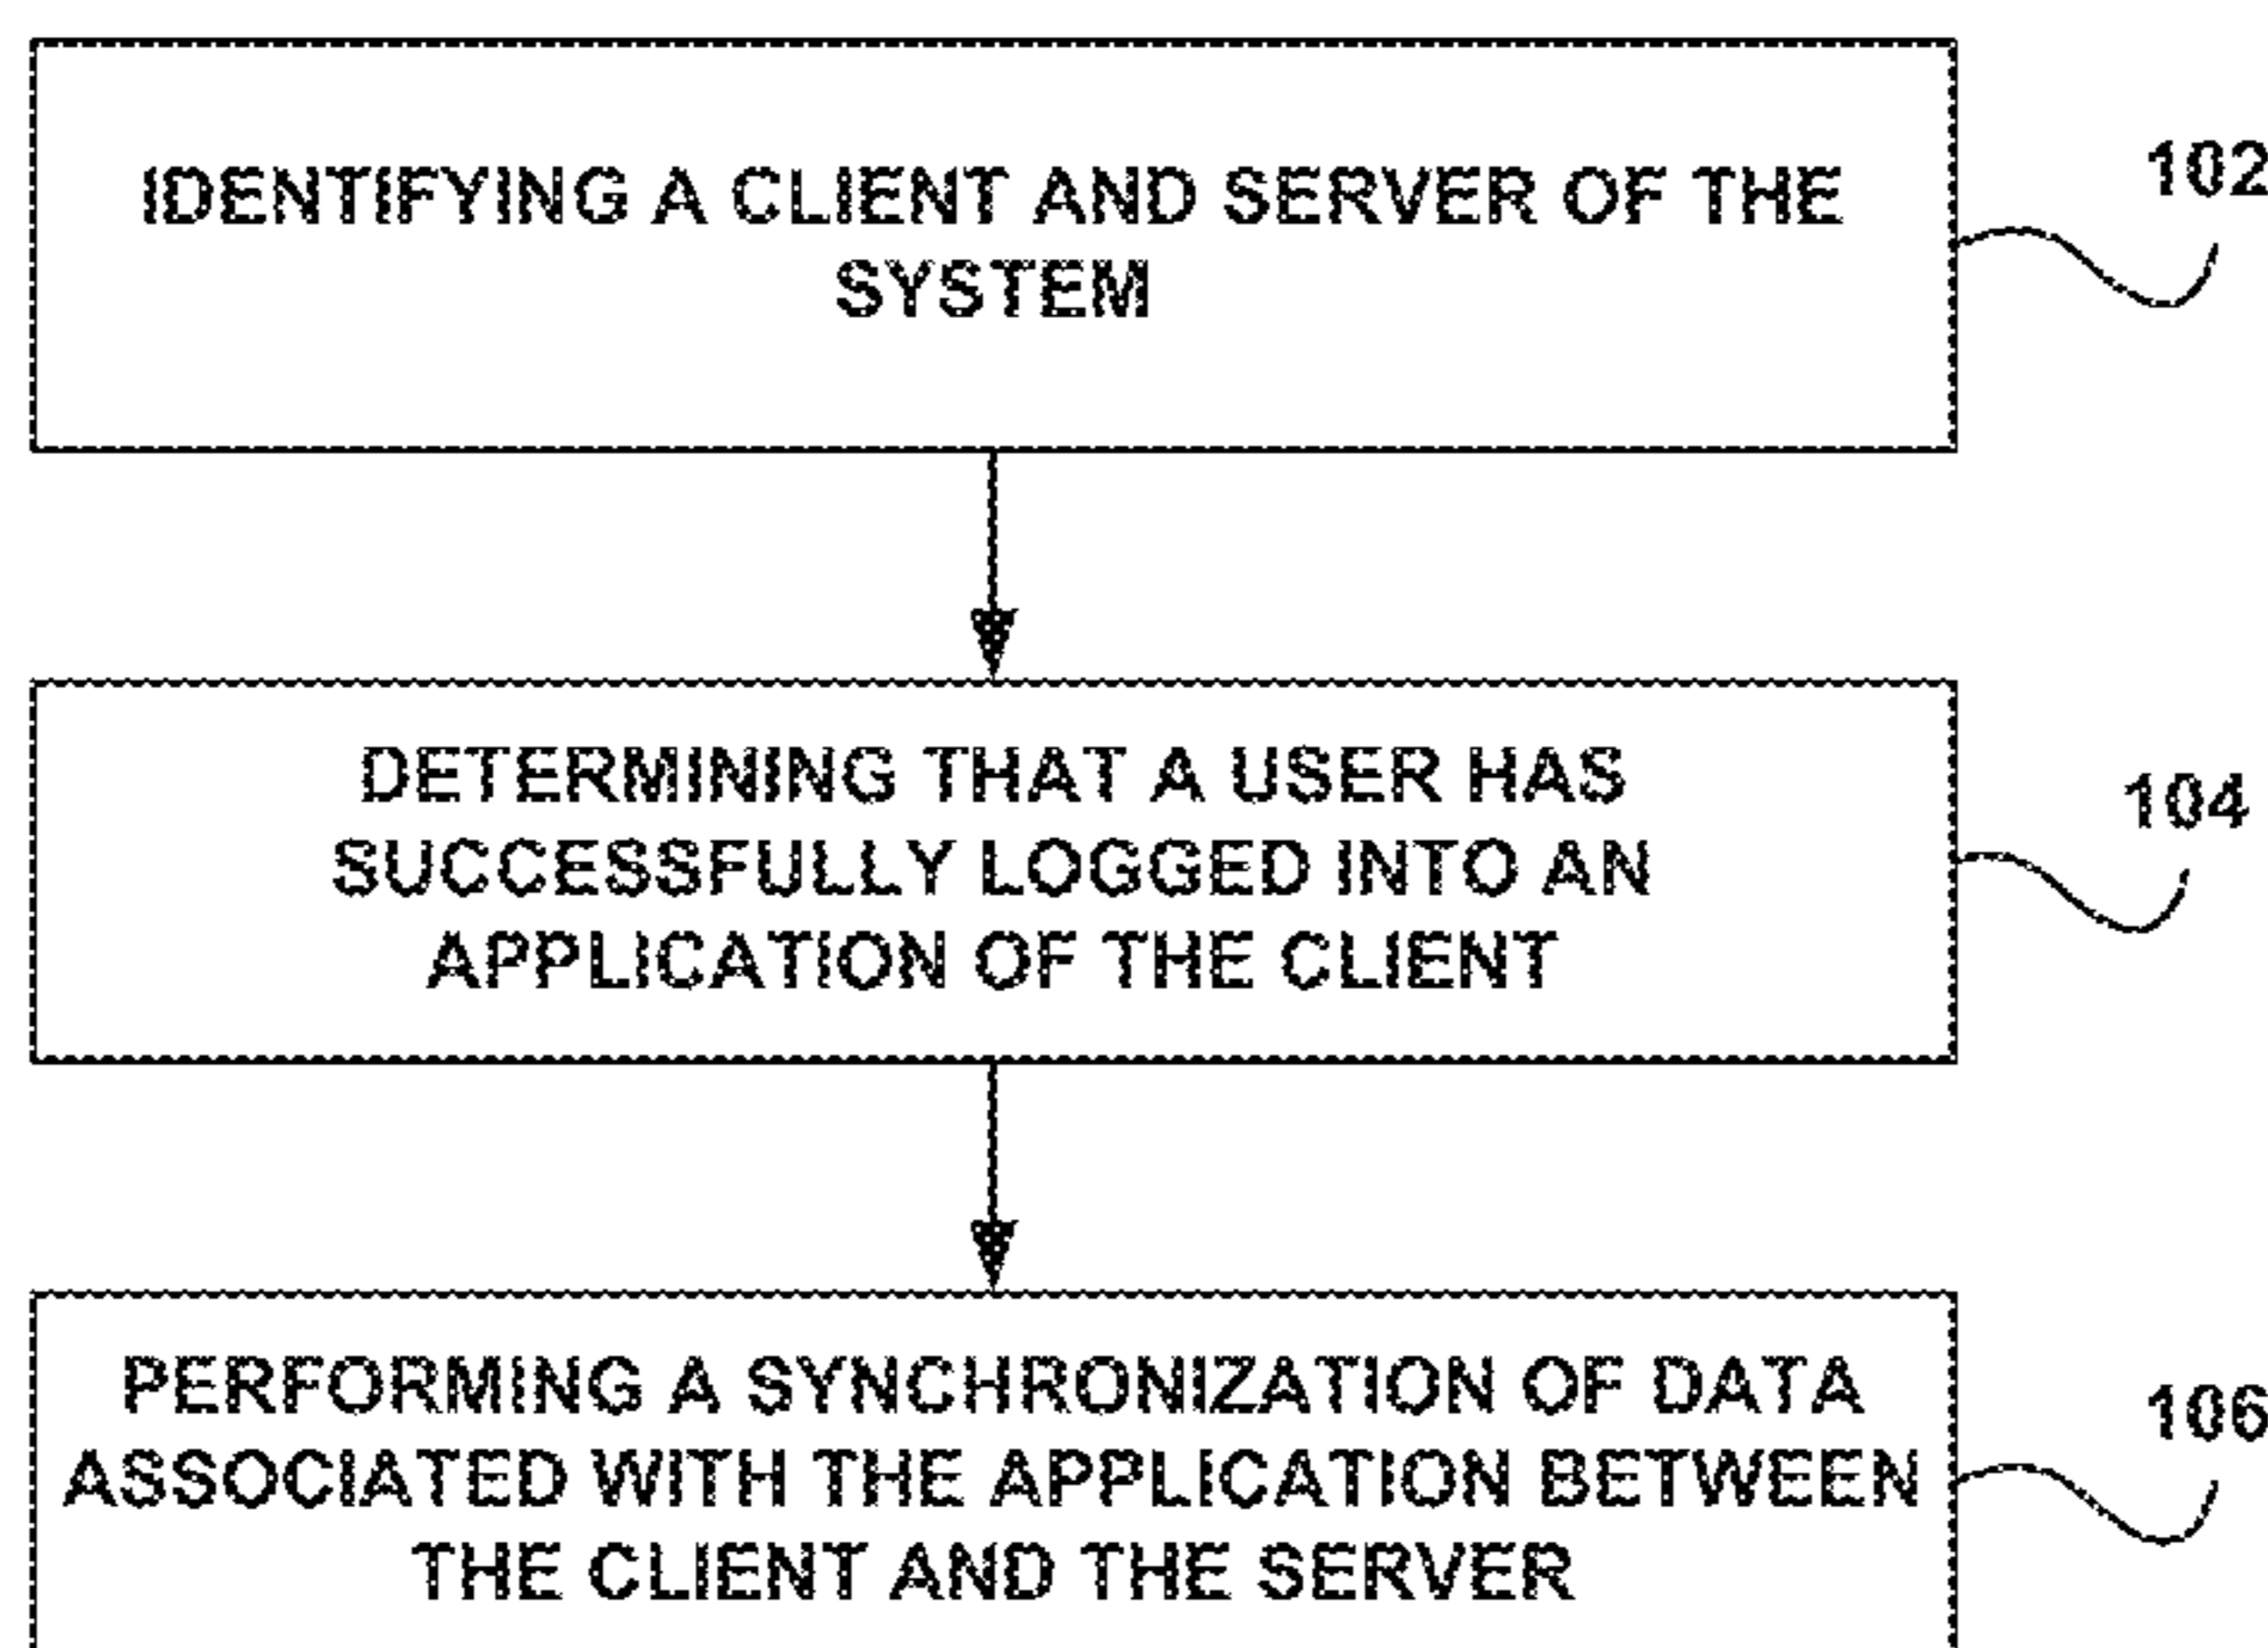 IDENTIFYING A CLIENT AND SERVER OF THE
SYSTEM
102
DETERMINING THAT A USER HAS
SUCCESSFULLY LOGGED INTO AN
APPLICATION OF THE CLIENT
104
PERFORMING A SYNCHRONIZATION OF DATA
ASSOCIATED WITH THE APPLICATION BETWEEN
THE CLIENT AND THE SERVER
106